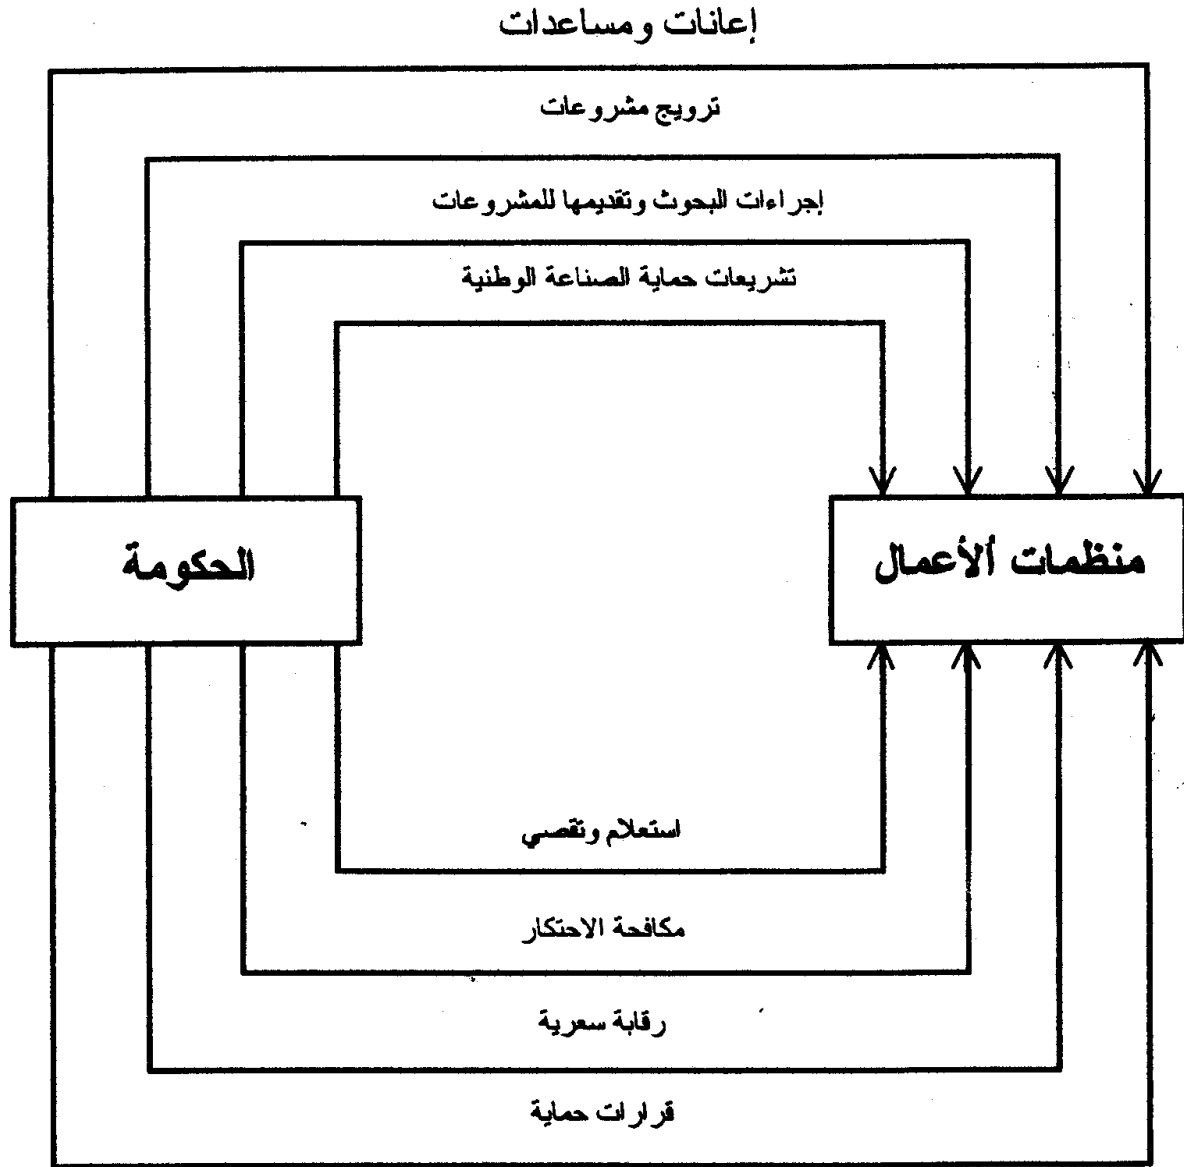 إعانات ومساعدات
ترويج مشروعات
إجراءات البحوث وتقديمها للمشروعات
تشريعات حماية الصناعة الوطنية
منظمات ألأعمال
الحكومة
استعلام وتقصي
مكافحة الاحتكار
رقابة سعرية
قرارات حماية